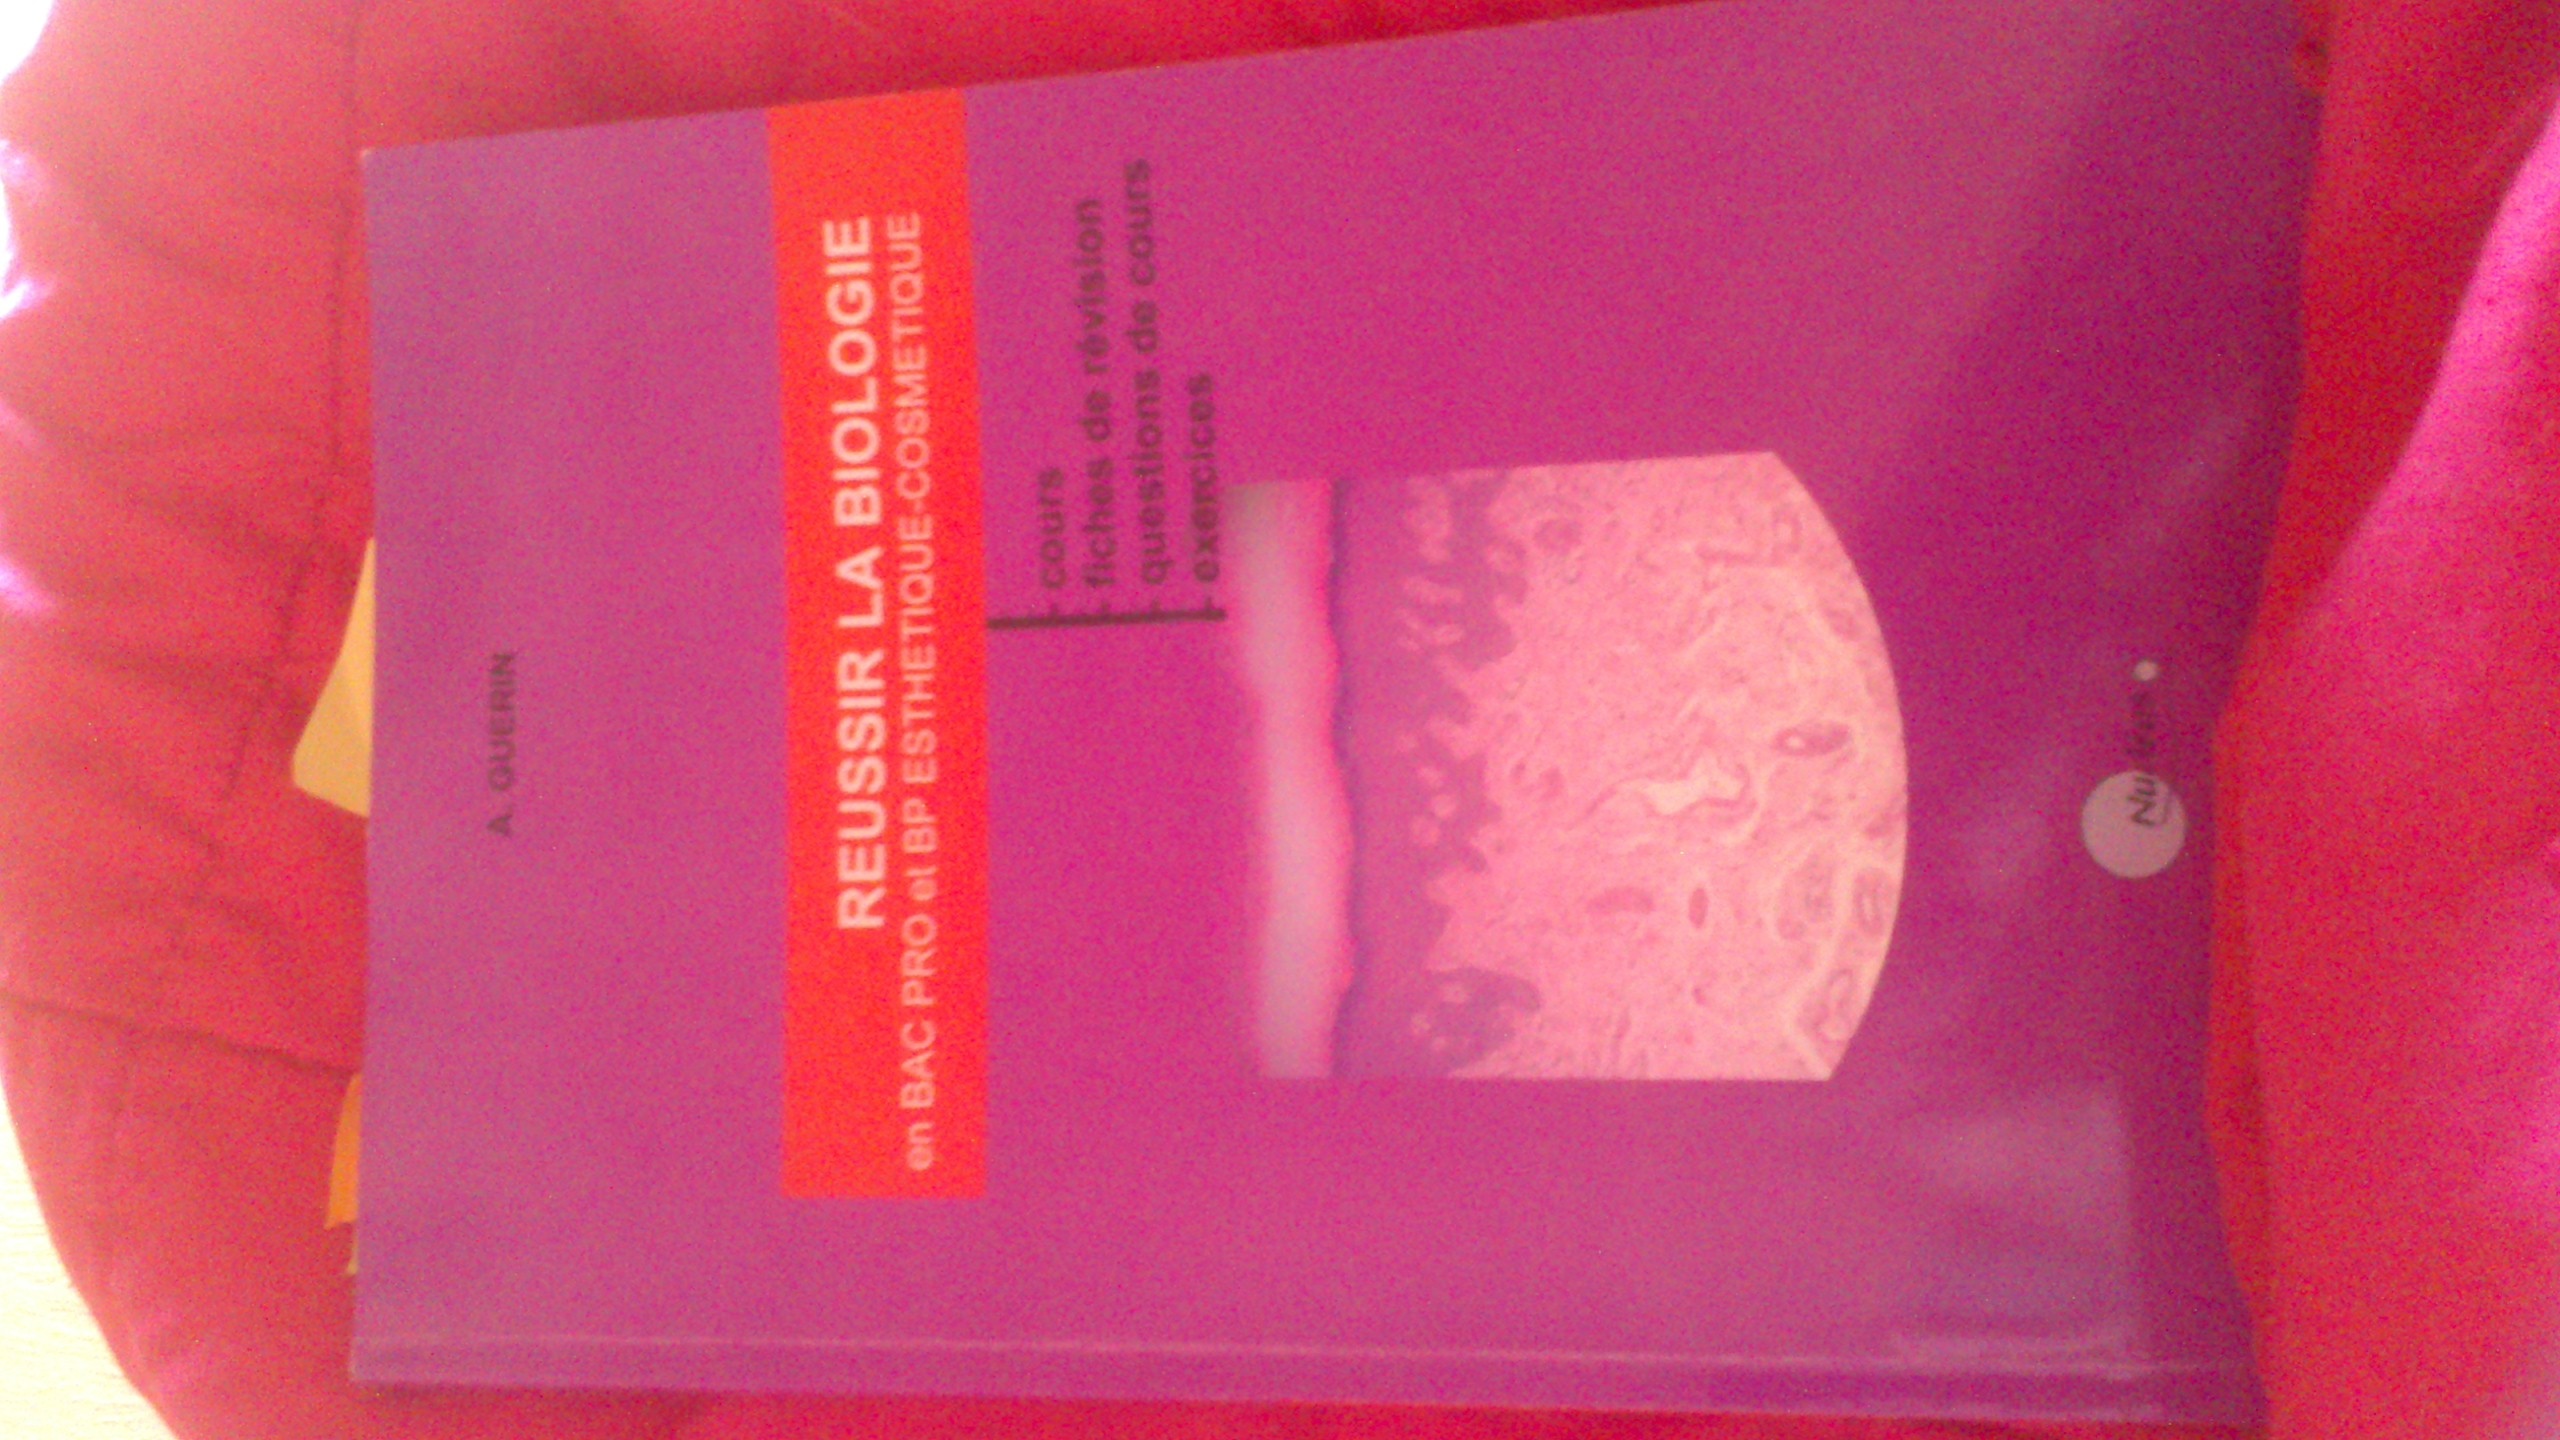 A. GUERIN
REUSSIR LA BIOLOGIE
en BAC PRO et BP ESTHETIQUE-COSMETIQUE
cours
fiches de révision
questions de cours
exercices